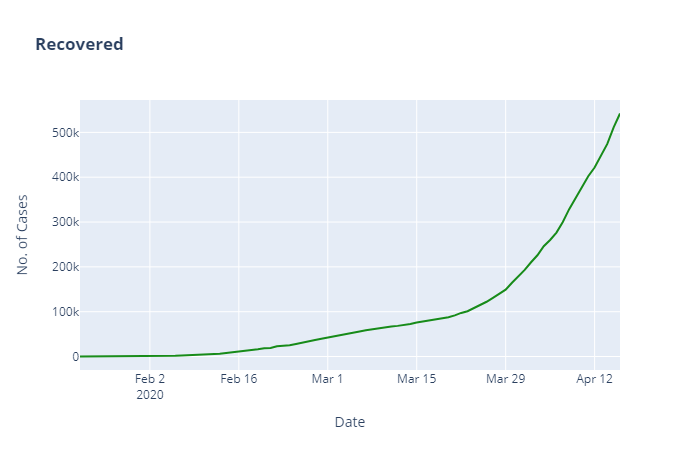 Recovered
500k
400k
300k
200k
100k
0
No. of Cases
Feb 2
2020
Feb 16
Mar 1
Mar 15
Mar 29
Apr 12
Date